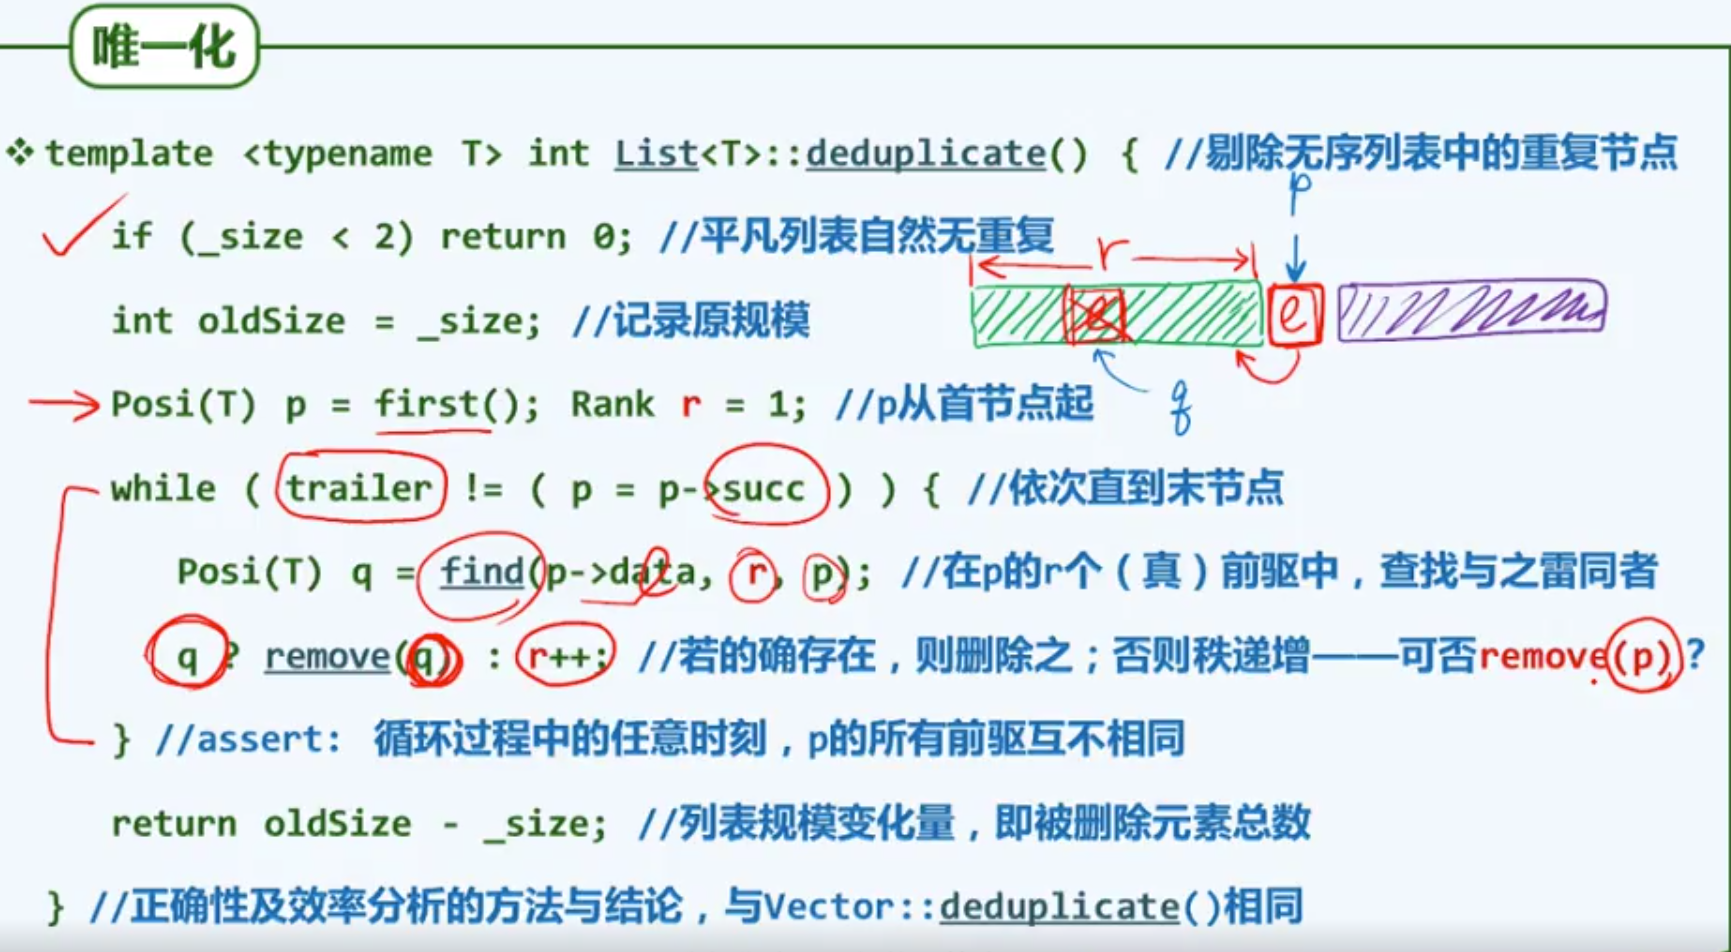 唯一化
❖ template <typename T> int List<T>::deduplicate() { //剔除无序列表中的重复节点
p
if (_size < 2) return 0; //平凡列表自然无重复
r
int oldSize = _size; //记录原规模
e e
Posi(T) p = first(); Rank r = 1; //p从首节点起
q
while ( trailer != ( p = p->succ ) ) { //依次直到末节点
Posi(T) q = find(p->data, r, p); //在p的r个（真）前驱中，查找与之雷同者
e
q ? remove(q) : r++; //若的确存在，则删除之；否则秩递增——可否remove(p)?
} //assert: 循环过程中的任意时刻，p的所有前驱互不相同
return oldSize - _size; //列表规模变化量，即被删除元素总数
} //正确性及效率分析的方法与结论，与Vector::deduplicate()相同